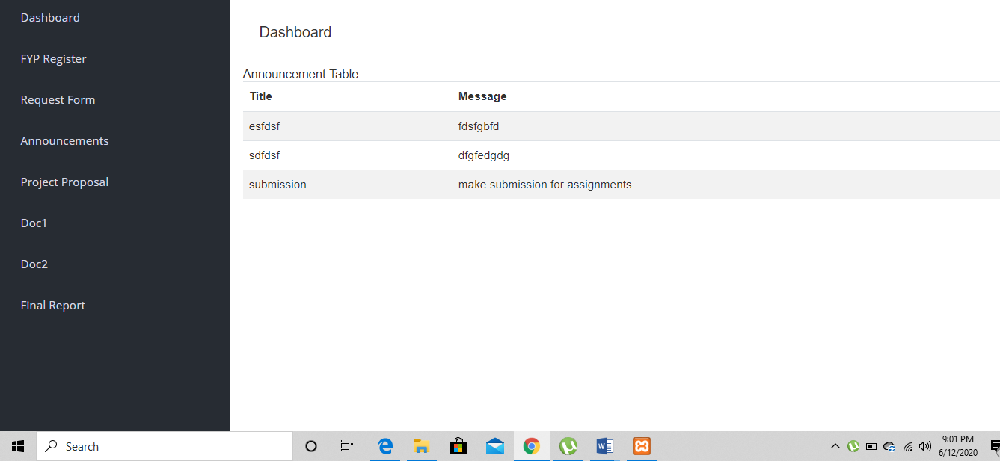 Dashboard
FYP Register
Request Form
Announcements
Project Proposal
Doc1
Doc2
Final Report
Dashboard
Announcement Table
Title Message
esfdsf fdsfgbfd
sdfdsf dfgfedgdg
submission make submission for assignments
Search
9:01 PM
6/12/2020